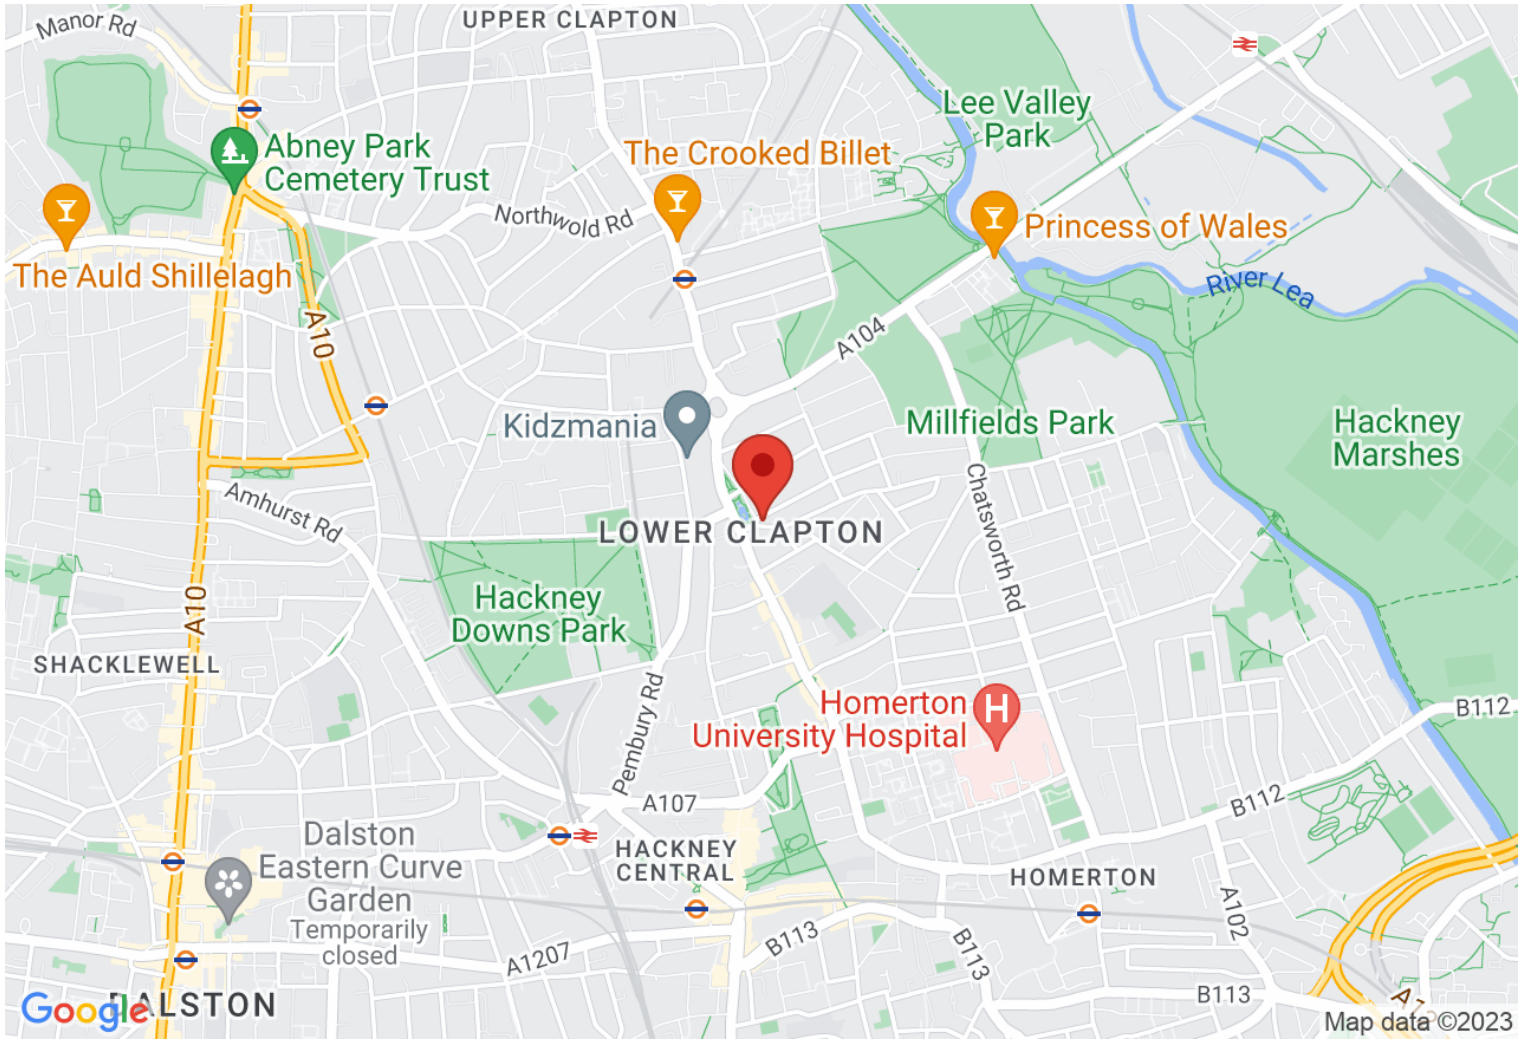 UPPER CLAPTON
Manor Rd
Lee Valley
Park
Abney Park
Cemetery Trust
The Crooked Billet
Northwold Rd
Princess of Wales
The Auld Shillelagh
River Lea
A10
A104
Kidzmania
Millfields Park
Hackney
Marshes
Amhurst Rd
Chatsworth Rd
LOWER CLAPTON
Hackney
Downs Park
A10
SHACKLEWELL
Pembury Rd
Homerton
University Hospital
H
B112
A107
B112
Dalston
Eastern Curve
Garden
Temporarily
closed
HACKNEY
CENTRAL
HOMERTON
A102
B113
B113
A1207
B113
Google
DALSTON
Map data ©2023